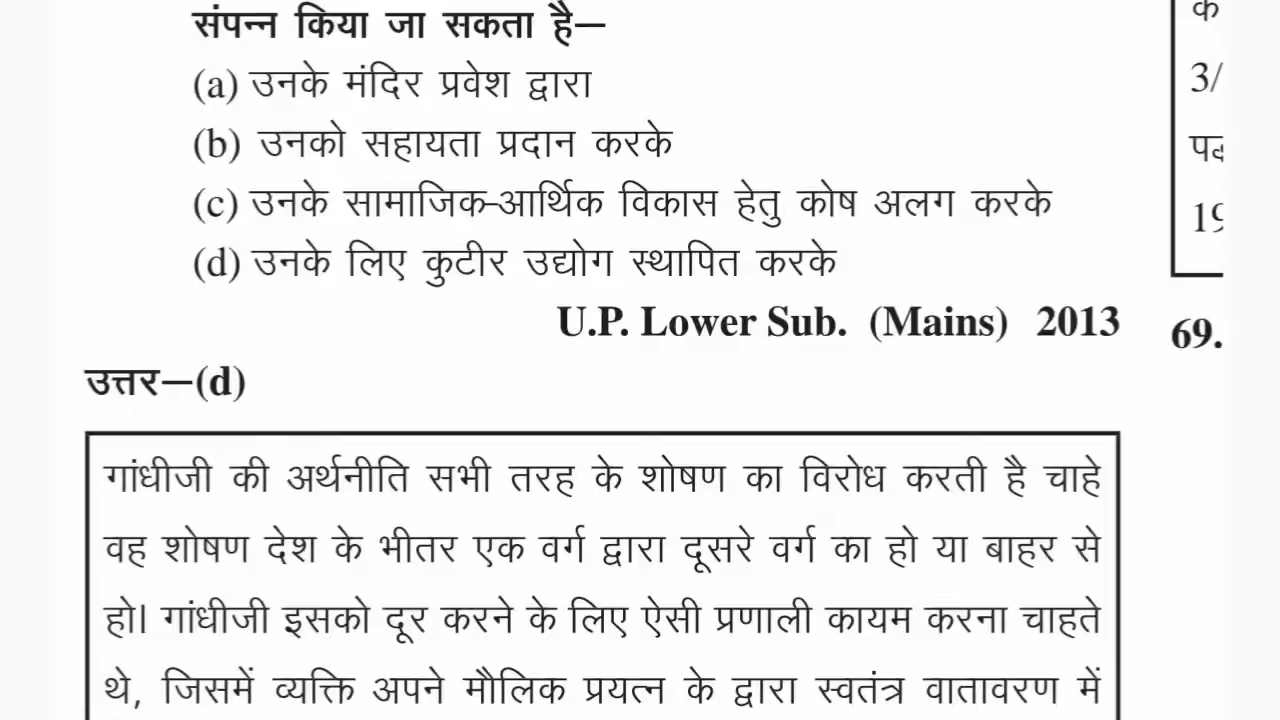 संपन्न किया जा सकता है—
(a) उनके मंदिर प्रवेश द्वारा
(b) उनको सहायता प्रदान करके
(c) उनके सामाजिक-आर्थिक विकास हेतु कोष अलग करके
(d) उनके लिए कुटीर उद्योग स्थापित करके
U.P. Lower Sub. (Mains) 2013
उत्तर—(d)
गांधीजी की अर्थनीति सभी तरह के शोषण का विरोध करती है चाहे
वह शोषण देश के भीतर एक वर्ग द्वारा दूसरे वर्ग का हो या बाहर से
हो। गांधीजी इसको दूर करने के लिए ऐसी प्रणाली कायम करना चाहते
थे, जिसमें व्यक्ति अपने मौलिक प्रयत्न के द्वारा स्वतंत्र वातावरण में
3/
19
69.